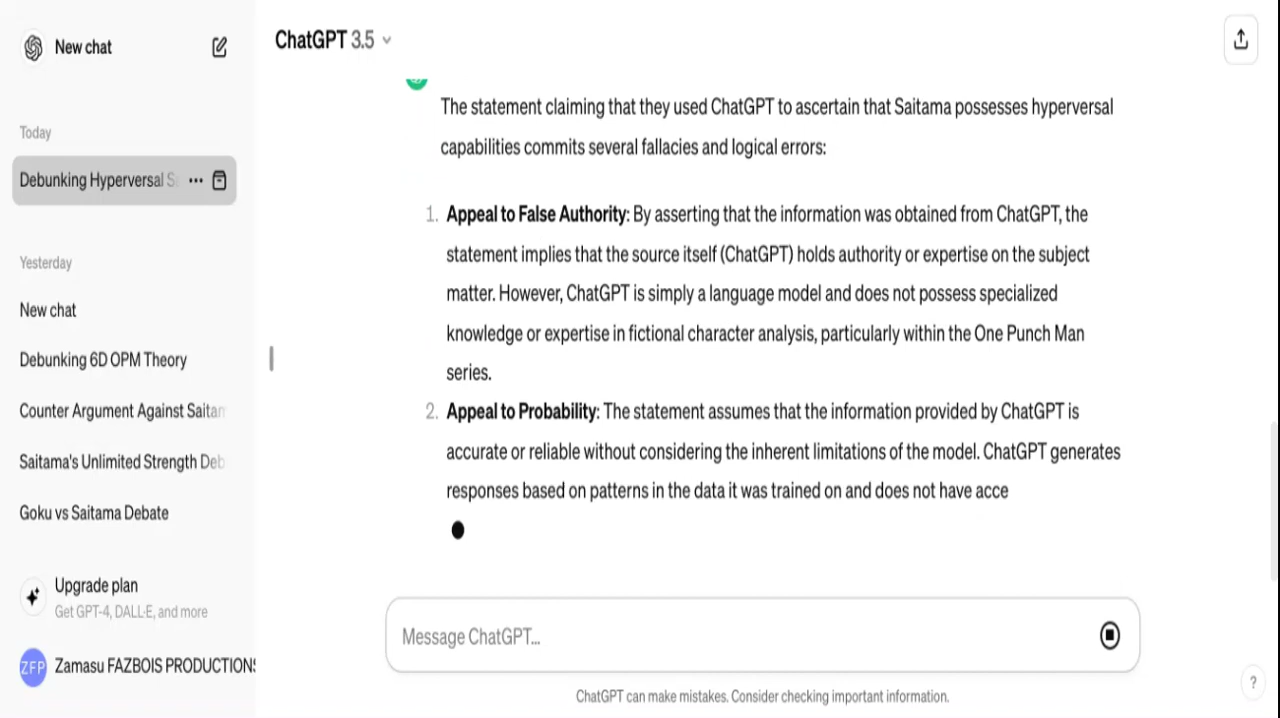 New chat
Today
Debunking Hyperversal S
Yesterday
New chat
Debunking 6D OPM Theory
Counter Argument Against Saitam
Saitama's Unlimited Strength Deb
Goku vs Saitama Debate
Upgrade plan
Get GPT-4, DALL·E, and more
ZFP Zamasu FAZBOIS PRODUCTIONS
ChatGPT 3.5
The statement claiming that they used ChatGPT to ascertain that Saitama possesses hyperversal
capabilities commits several fallacies and logical errors:
1. Appeal to False Authority: By asserting that the information was obtained from ChatGPT, the
statement implies that the source itself (ChatGPT) holds authority or expertise on the subject
matter. However, ChatGPT is simply a language model and does not possess specialized
knowledge or expertise in fictional character analysis, particularly within the One Punch Man
series.
2. Appeal to Probability: The statement assumes that the information provided by ChatGPT is
accurate or reliable without considering the inherent limitations of the model. ChatGPT generates
responses based on patterns in the data it was trained on and does not have acce
Message ChatGPT...
ChatGPT can make mistakes. Consider checking important information.
?